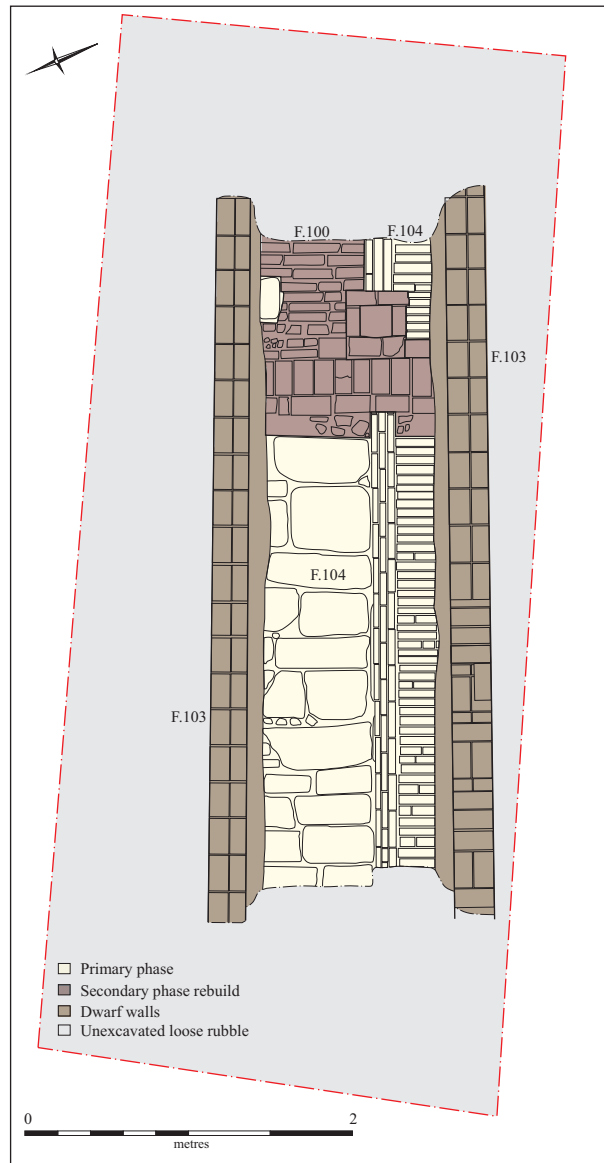 F.100
F.104
F.103
F.104
F.103
Primary phase
Secondary phase rebuild
Dwarf walls
Unexcavated loose rubble
0 2
metres